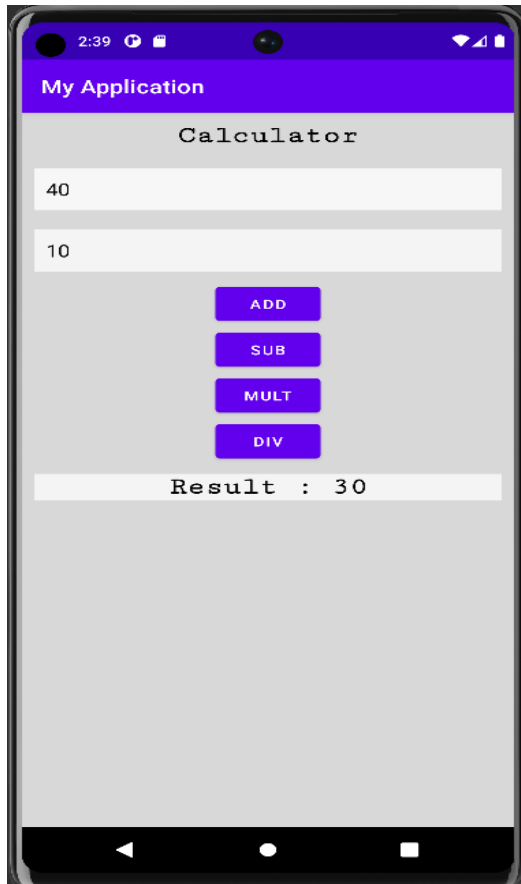 2:39
My Application
Calculator
40
10
ADD
SUB
MULT
DIV
Result : 30